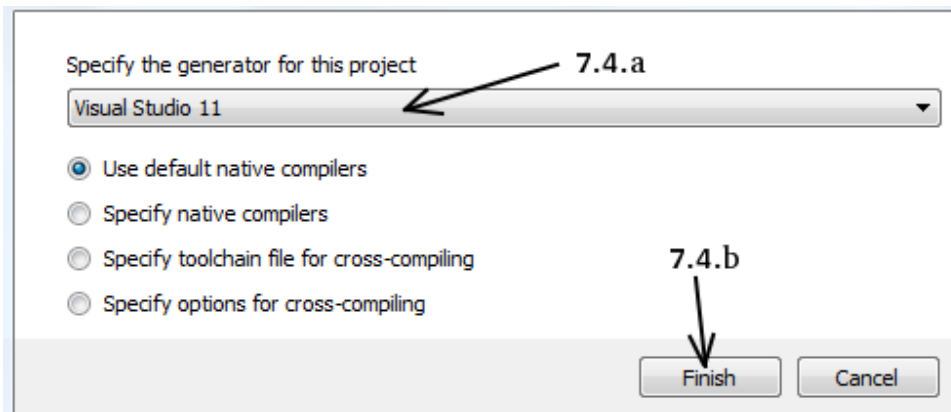 Specify the generator for this project
7.4.a
Visual Studio 11
Use default native compilers
Specify native compilers
Specify toolchain file for cross-compiling
7.4.b
Specify options for cross-compiling
Finish
Cancel